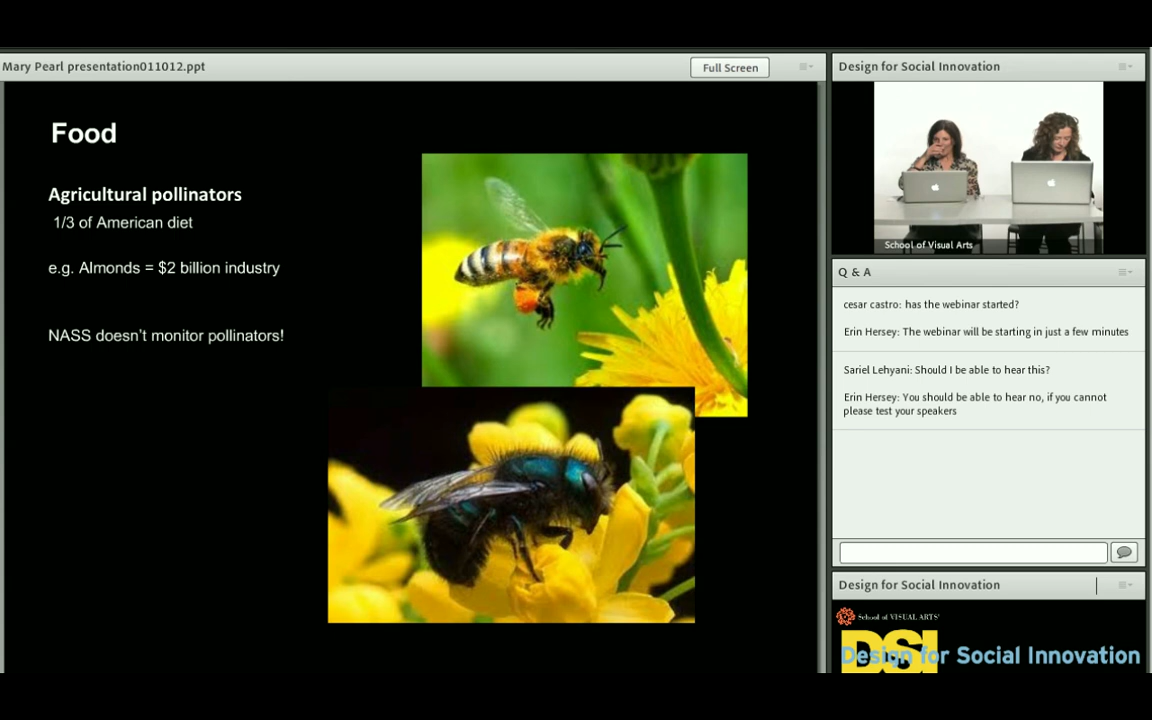 Mary Pearl presentation011012.ppt
Full Screen
Food
Agricultural pollinators
1/3 of American diet
e.g. Almonds = $2 billion industry
NASS doesn't monitor pollinators!
Design for Social Innovation
School of Visual Arts
Q & A
cesar castro: has the webinar started?
Erin Hersey: The webinar will be starting in just a few minutes
Sariel Lehyani: Should I be able to hear this?
Erin Hersey: You should be able to hear no, if you cannot
please test your speakers
Design for Social Innovation
School of VISUAL ARTS
DSI
Design for Social Innovation